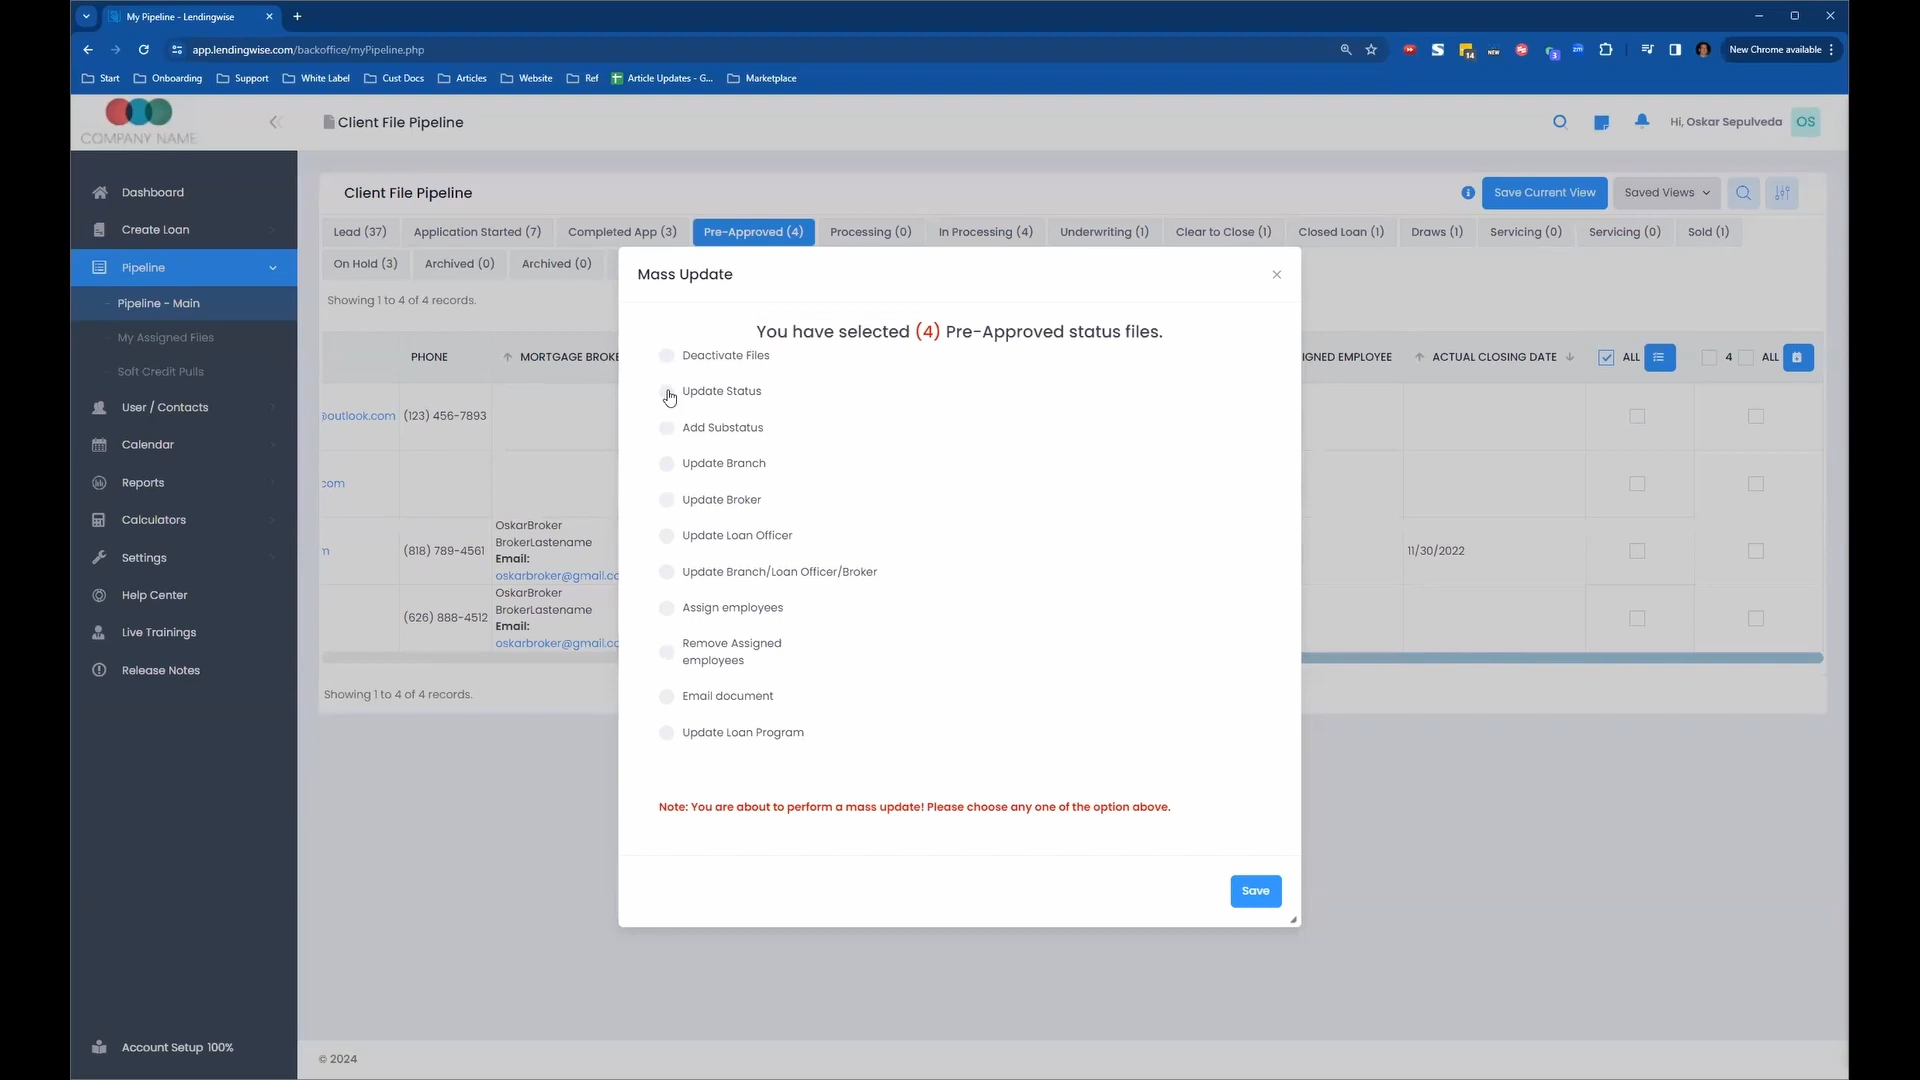 My Pipeline - Lendingwise
app.lendingwise.com/backoffice/myPipeline.php
New Chrome available
Start
Onboarding
Support
White Label
Cust Docs
Articles
Website
Ref
Article Updates - G...
Marketplace
COMPANY NAME
Client File Pipeline
Hi, Oskar Sepulveda
OS
Dashboard
Create Loan
Pipeline
Pipeline - Main
My Assigned Files
Soft Credit Pulls
User / Contacts
Calendar
Reports
Calculators
Settings
Help Center
Live Trainings
Release Notes
Account Setup 100%
Client File Pipeline
Save Current View
Saved Views
Lead (37)
Application Started (7)
Completed App (3)
Pre-Approved (4)
Processing (0)
In Processing (4)
Underwriting (1)
Clear to Close (1)
Closed Loan (1)
Draws (1)
Servicing (0)
Servicing (0)
Sold (1)
On Hold (3)
Archived (0)
Archived (0)
Showing 1 to 4 of 4 records.
PHONE
MORTGAGE BROKE
IGNED EMPLOYEE
ACTUAL CLOSING DATE
ALL
4
ALL
@outlook.com
(123) 456-7893
com
m
(818) 789-4561
OskarBroker
BrokerLastename
Email:
oskarbroker@gmail.co
11/30/2022
(626) 888-4512
OskarBroker
BrokerLastename
Email:
oskarbroker@gmail.co
Showing 1 to 4 of 4 records.
Mass Update
You have selected (4) Pre-Approved status files.
Deactivate Files
Update Status
Add Substatus
Update Branch
Update Broker
Update Loan Officer
Update Branch/Loan Officer/Broker
Assign employees
Remove Assigned
employees
Email document
Update Loan Program
Note: You are about to perform a mass update! Please choose any one of the option above.
Save
© 2024